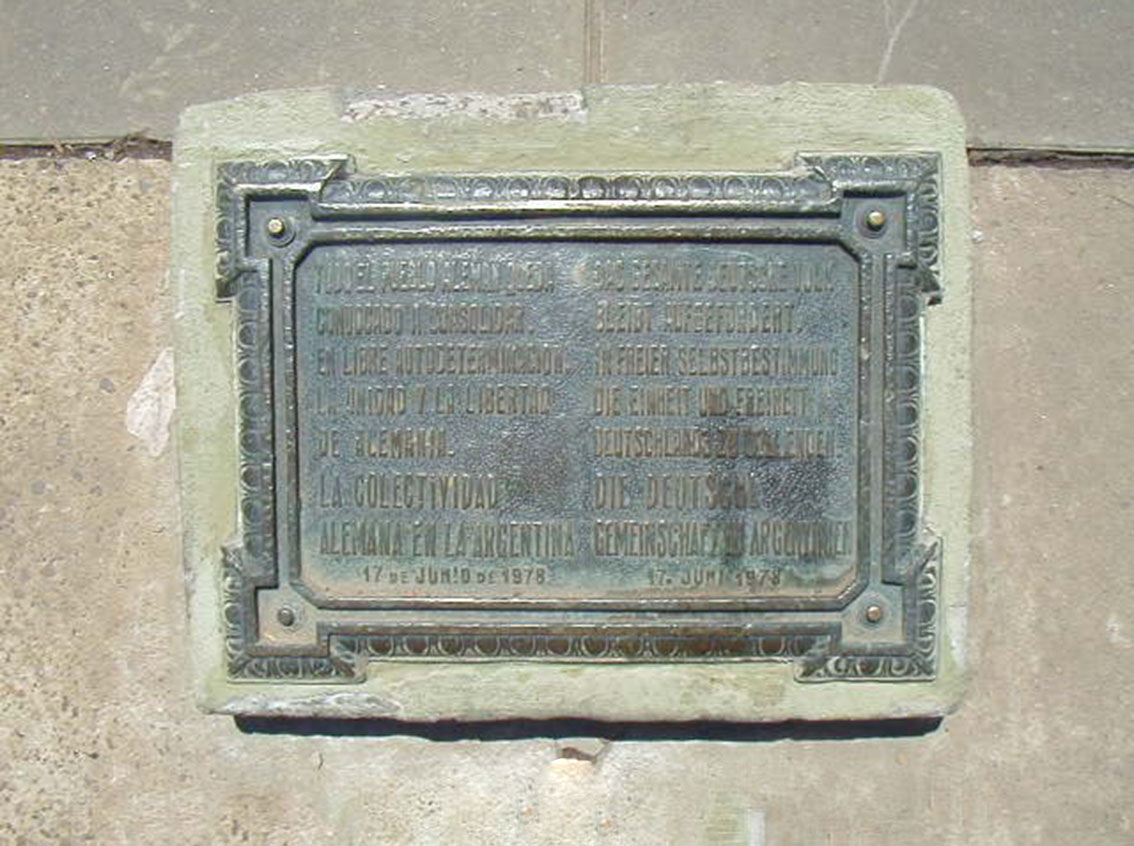 TODO EL PUEBLO ALEMAN QUEDA
CONVOCADO A CONSOLIDAR,
EN LIBRE AUTODETERMINACION,
LA UNIDAD Y LA LIBERTAD
DE ALEMANIA.
LA COLECTIVIDAD
ALEMANA EN LA ARGENTINA
17 DE JUNIO DE 1978
DAS GESAMTE DEUTSCHE VOLK
BLEIBT AUFGEFORDERT,
IN FREIER SELBSTBESTIMMUNG
DIE EINHEIT UND FREIHEIT
DEUTSCHLANDS ZU VOLLENDEN
DIE DEUTSCHE
GEMEINSCHAFT IN ARGENTINIEN
17. JUNI 1978